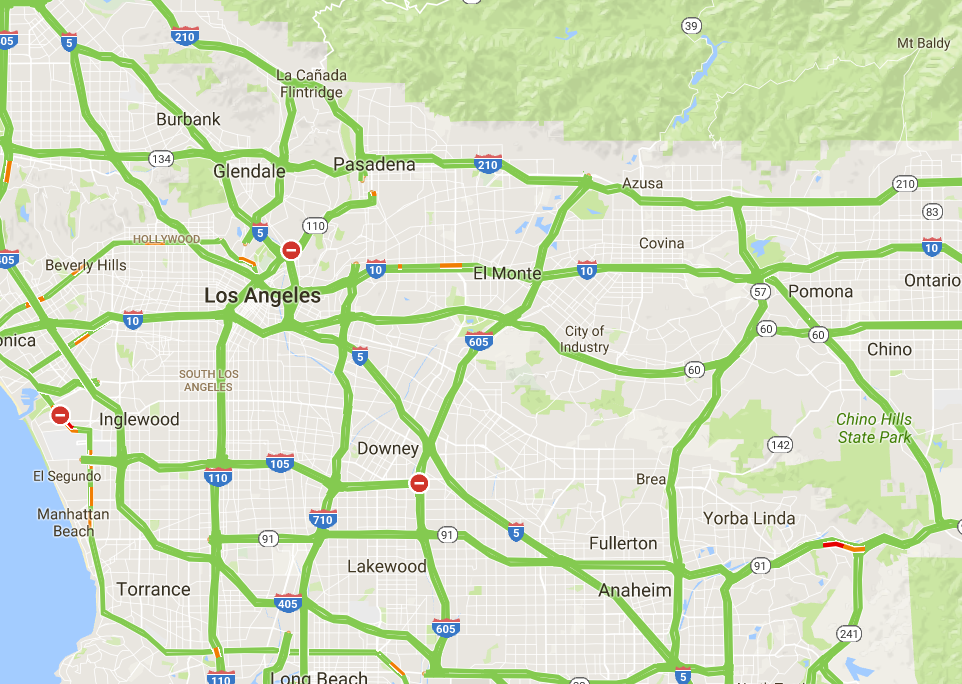 39
Mt Baldy
210
5
05
La Cañada
Flintridge
Burbank
134
Glendale
Pasadena
210
Azusa
210
83
110
5
HOLLYWOOD
Covina
10
Beverly Hills
405
10
El Monte
10
Ontario
Los Angeles
57
Pomona
10
60
60
City of
Industry
onica
605
Chino
5
60
SOUTH LOS
ANGELES
Inglewood
Chino Hills
State Park
142
Downey
105
El Segundo
110
Brea
Manhattan
Beach
710
Yorba Linda
91
91
5
Fullerton
91
Lakewood
Torrance
Anaheim
405
605
241
110
Long Beach
5